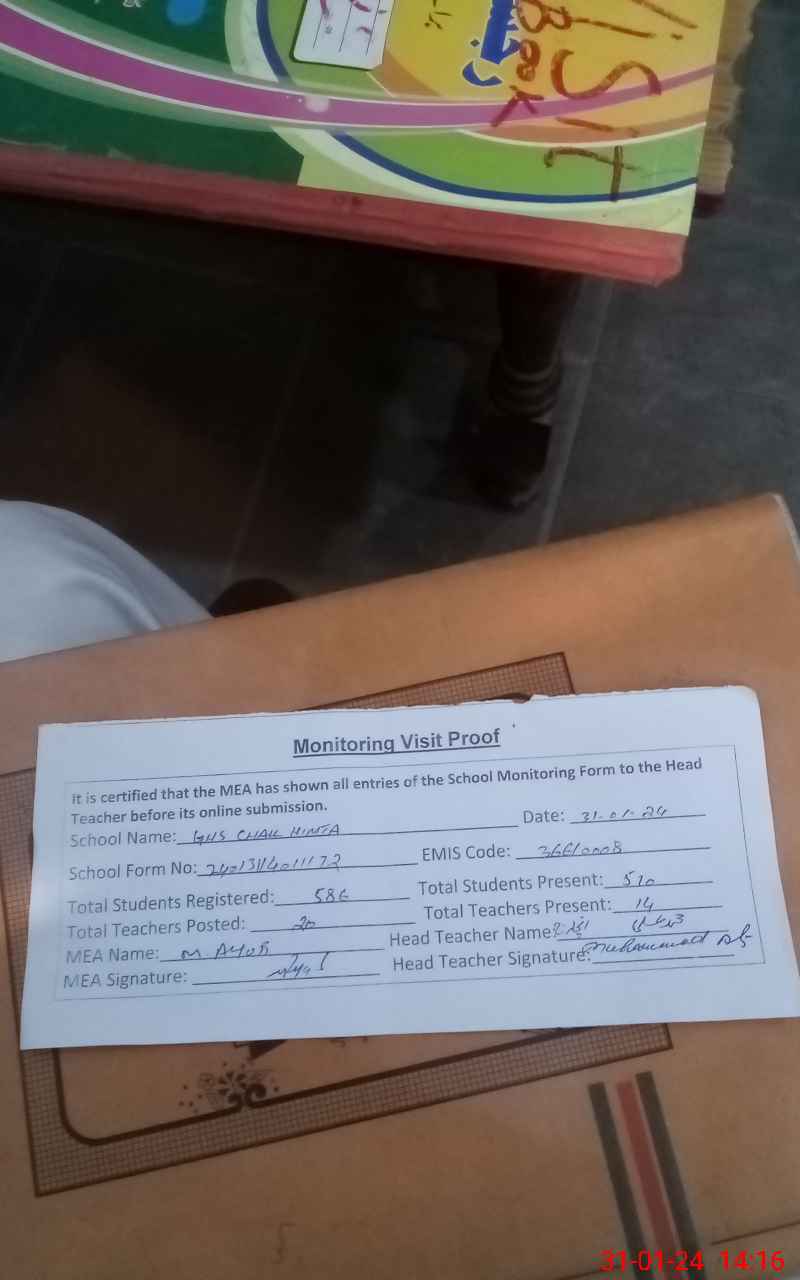 Visit
Book
Monitoring Visit Proof
It is certified that the MEA has shown all entries of the School Monitoring Form to the Head
Teacher before its online submission.
School Name: GHS CHAK Date: 31-01-24
School Form No: EMIS Code: 36610008
Total Students Registered: 586 Total Students Present: 510
Total Teachers Posted: 20 Total Teachers Present: 14
MEA Name: M. AYUB Head Teacher Name:
MEA Signature: Head Teacher Signature: Muhammad
31-01-24 14:16